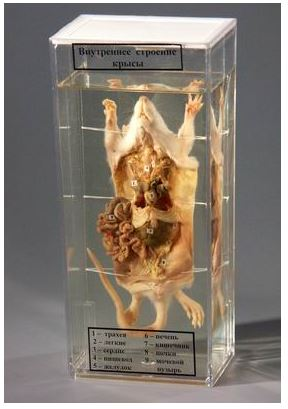 Внутреннее строение
крысы
1 – трахея 6 – печень
2 – легкие 7 – кишечник
3 – сердце 8 – почки
4 – пищевод 9 – мочевой
5 – желудок пузырь